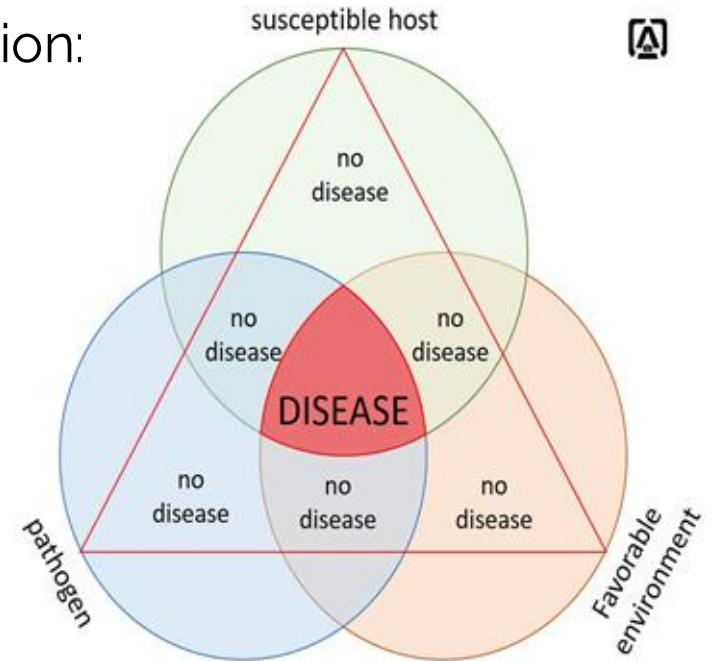 susceptible host
ion:
no
disease
no
disease
no
disease
DISEASE
no
disease
no
disease
no
disease
pathogen
Favorable
environment